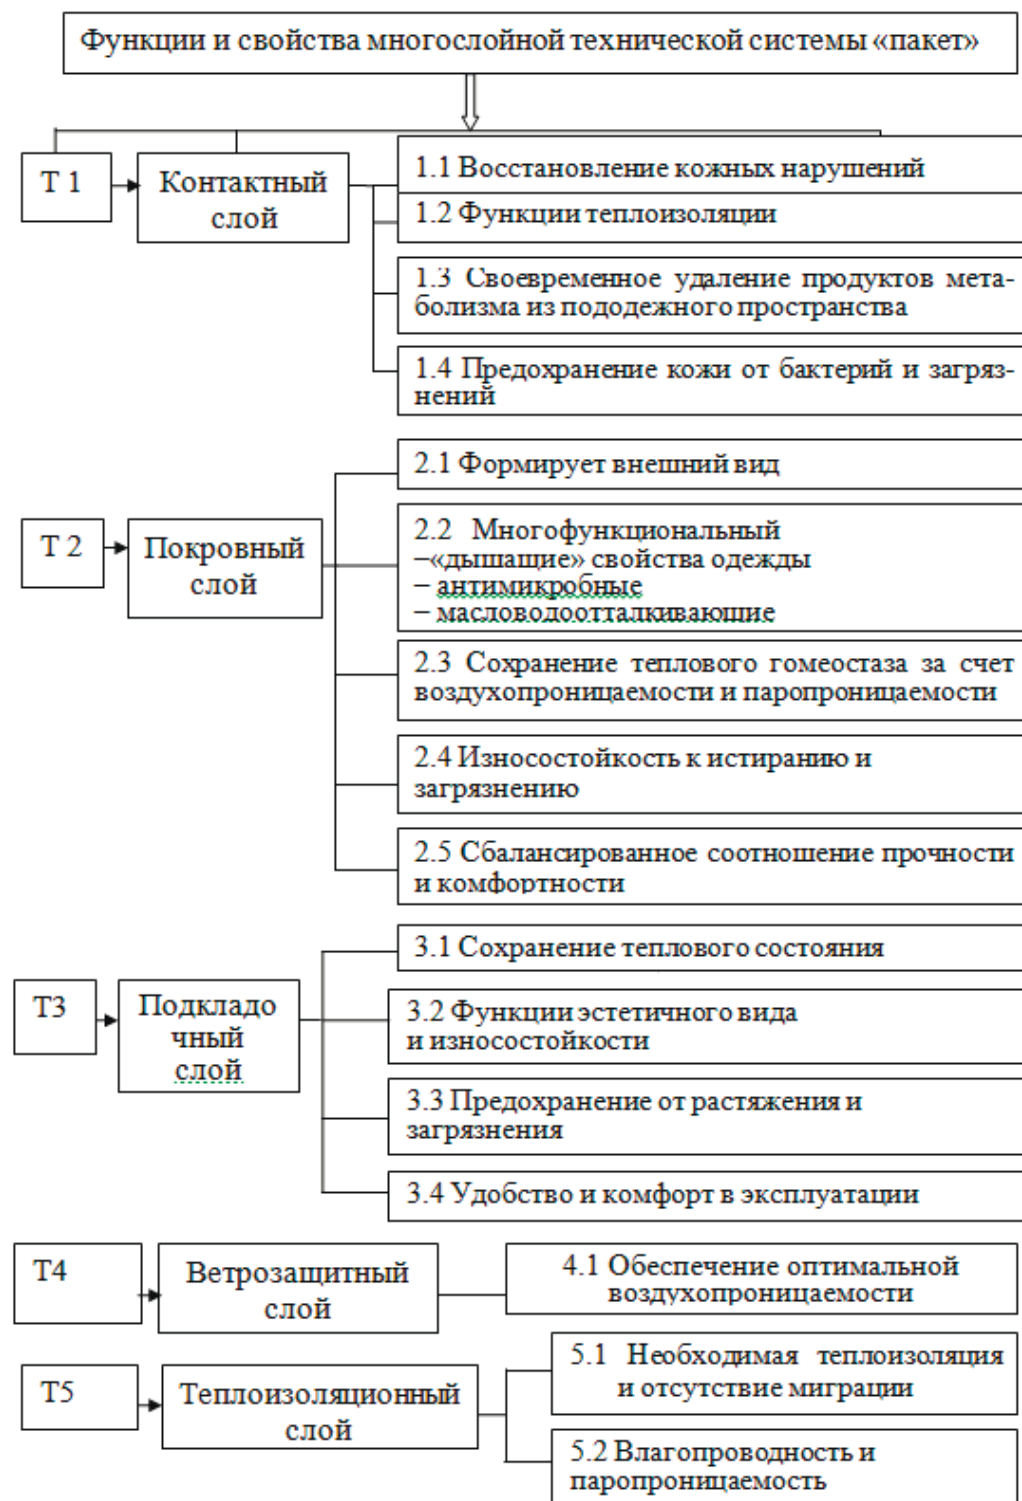 Функции и свойства многослойной технической системы «пакет»
Т 1
Контактный
слой
1.1 Восстановление кожных нарушений
1.2 Функции теплоизоляции
1.3 Своевременное удаление продуктов мета-
болизма из пододежного пространства
1.4 Предохранение кожи от бактерий и загряз-
нений
Т 2
Покровный
слой
2.1 Формирует внешний вид
2.2 Многофункциональный
–«дышащие» свойства одежды
– антимикробные
– масловодоотталкивающие
2.3 Сохранение теплового гомеостаза за счет
воздухопроницаемости и паропроницаемости
2.4 Износостойкость к истиранию и
загрязнению
2.5 Сбалансированное соотношение прочности
и комфортности
Т3
Подкладо
чный
слой
3.1 Сохранение теплового состояния
3.2 Функции эстетичного вида
и износостойкости
3.3 Предохранение от растяжения и
загрязнения
3.4 Удобство и комфорт в эксплуатации
Т4
Ветрозащитный
слой
4.1 Обеспечение оптимальной
воздухопроницаемости
Т5
Теплоизоляционный
слой
5.1 Необходимая теплоизоляция
и отсутствие миграции
5.2 Влагопроводность и
паропроницаемость